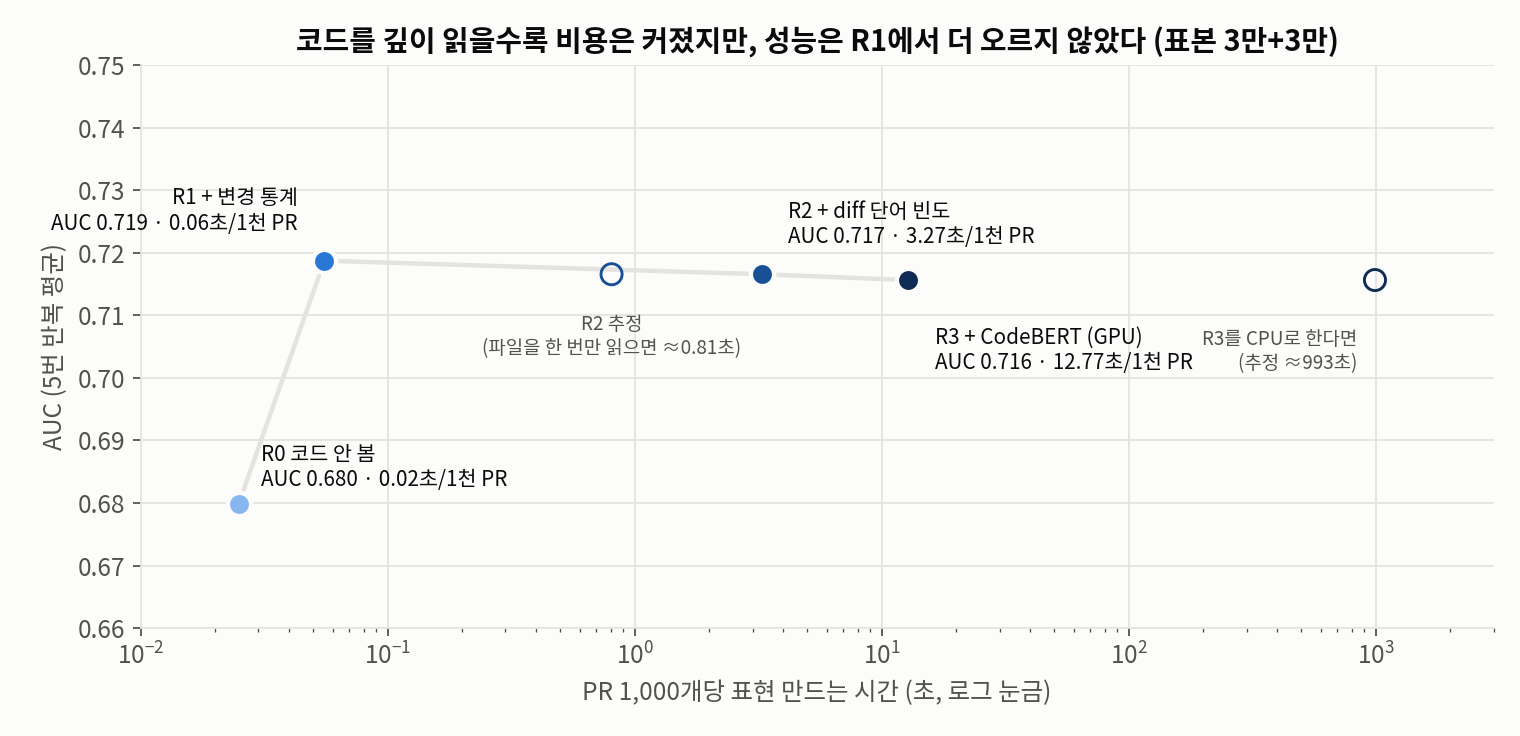 코드를 깊이 읽을수록 비용은 커졌지만, 성능은 R1에서 더 오르지 않았다 (표본 3만+3만)
0.75
0.74
0.73
0.72
0.71
0.70
0.69
0.68
0.67
0.66
AUC (5번 반복 평균)
R1 + 변경 통계
AUC 0.719 · 0.06초/1천 PR
R2 + diff 단어 빈도
AUC 0.717 · 3.27초/1천 PR
R2 추정
(파일을 한 번만 읽으면 ≈0.81초)
R3 + CodeBERT (GPU)
AUC 0.716 · 12.77초/1천 PR
R3를 CPU로 한다면
(추정 ≈993초)
R0 코드 안 봄
AUC 0.680 · 0.02초/1천 PR
10⁻² 10⁻¹ 10⁰ 10¹ 10² 10³
PR 1,000개당 표현 만드는 시간 (초, 로그 눈금)